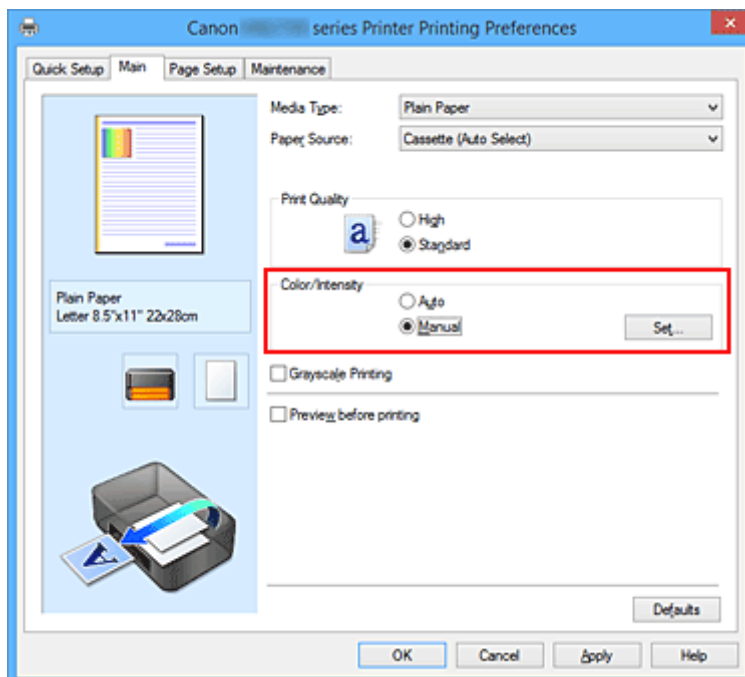 Canon series Printer Printing Preferences
Quick Setup Main Page Setup Maintenance
Media Type: Plain Paper
Paper Source: Cassette (Auto Select)
Print Quality
a
High
Standard
Color/Intensity
Auto
Manual Set...
Plain Paper
Letter 8.5"x11" 22x28cm
Grayscale Printing
Preview before printing
A
Defaults
OK Cancel Apply Help